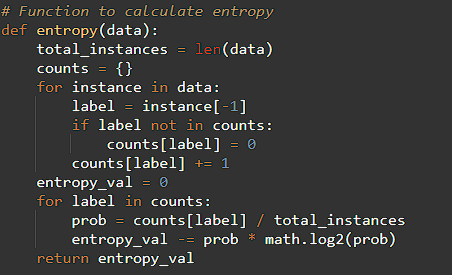 # Function to calculate entropy
def entropy(data):
    total_instances = len(data)
    counts = {}
    for instance in data:
        label = instance[-1]
        if label not in counts:
            counts[label] = 0
        counts[label] += 1
    entropy_val = 0
    for label in counts:
        prob = counts[label] / total_instances
        entropy_val -= prob * math.log2(prob)
    return entropy_val